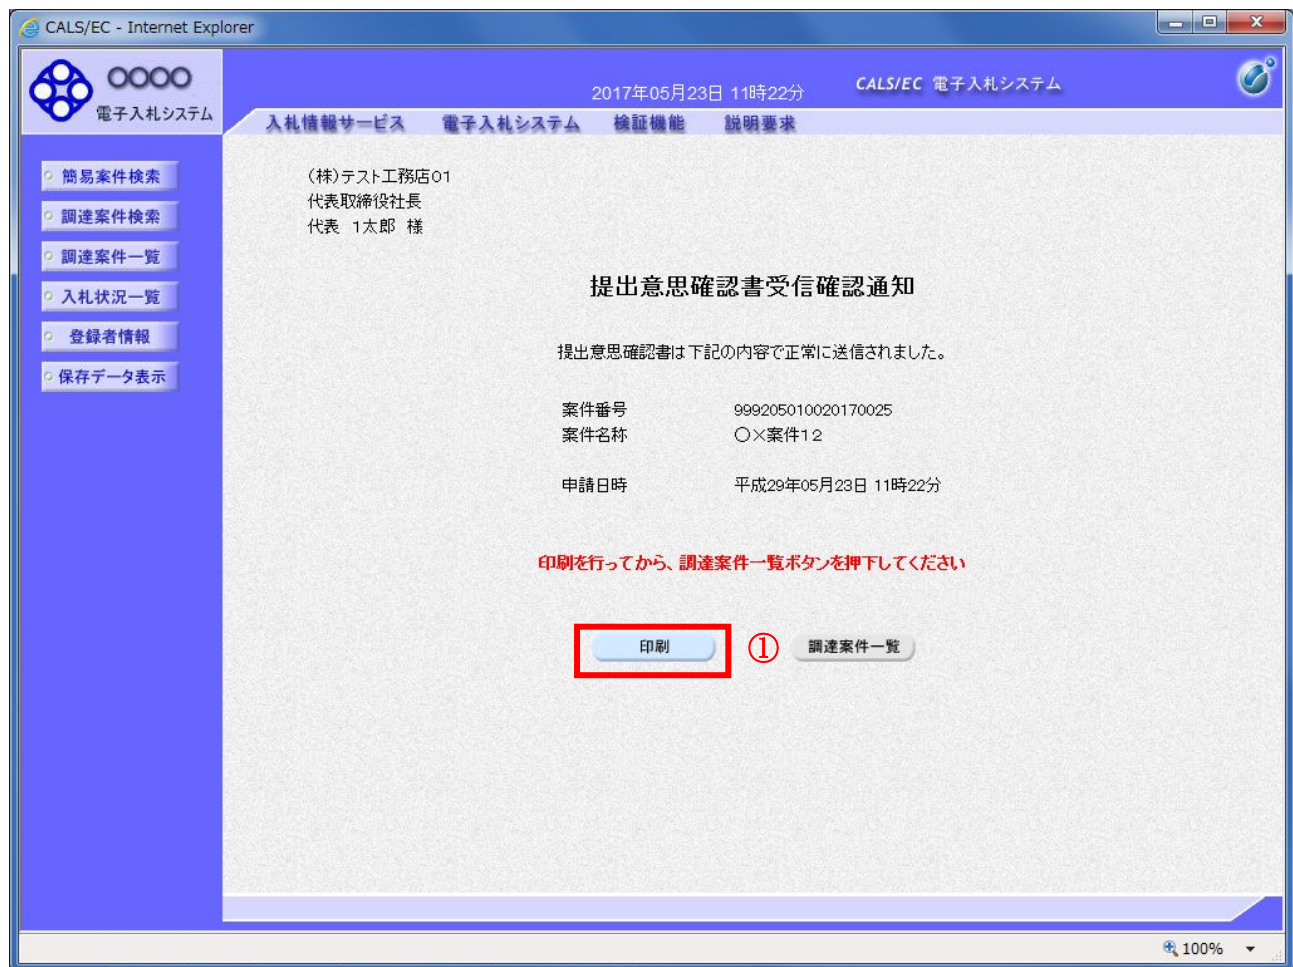 CALS/EC - Internet Explorer
○○○○
電子入札システム
2017年05月23日 11時22分
CALS/EC 電子入札システム
入札情報サービス 電子入札システム 検証機能 説明要求
簡易案件検索
調達案件検索
調達案件一覧
入札状況一覧
登録者情報
保存データ表示
(株)テスト工務店01
代表取締役社長
代表 1太郎 様
提出意思確認書受信確認通知
提出意思確認書は下記の内容で正常に送信されました。
案件番号 999205010020170025
案件名称 ○×案件12
申請日時 平成29年05月23日 11時22分
印刷を行ってから、調達案件一覧ボタンを押下してください
印刷 ① 調達案件一覧
100%